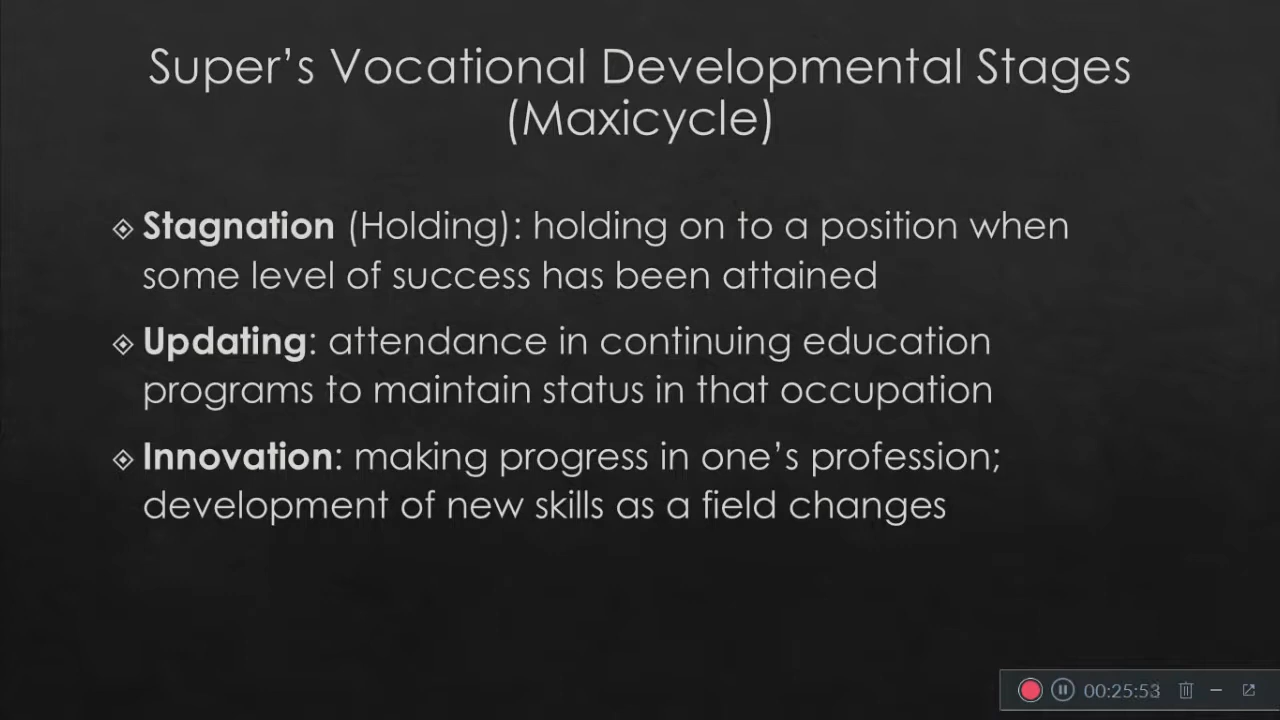 Super’s Vocational Developmental Stages
(Maxicycle)
Stagnation (Holding): holding on to a position when
some level of success has been attained
Updating: attendance in continuing education
programs to maintain status in that occupation
Innovation: making progress in one’s profession;
development of new skills as a field changes
00:25:53